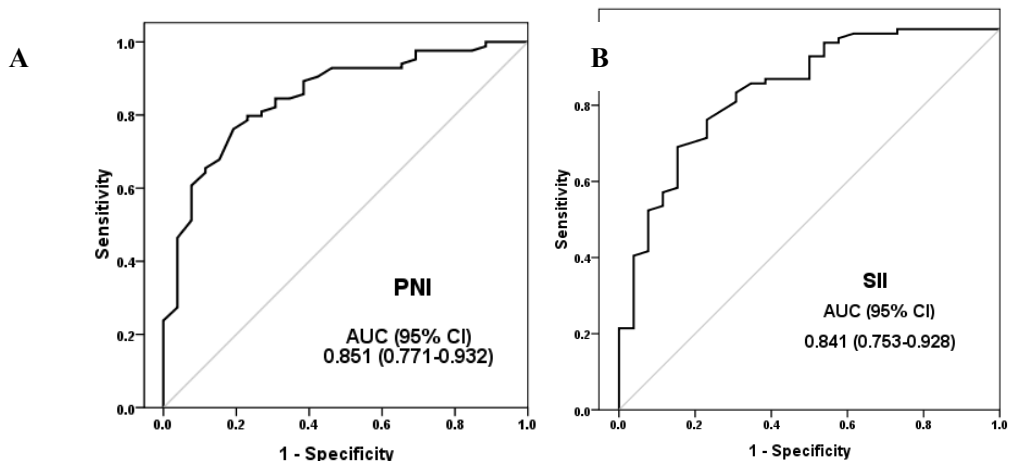 A
Sensitivity
1.0
0.8
0.6
0.4
0.2
0.0
PNI
AUC (95% CI)
0.851 (0.771-0.932)
0.0 0.2 0.4 0.6 0.8 1.0
1 - Specificity
B
Sensitivity
0.8
0.6
0.4
0.2
0.0
SII
AUC (95% CI)
0.841 (0.753-0.928)
0.0 0.2 0.4 0.6 0.8 1.0
1 - Specificity